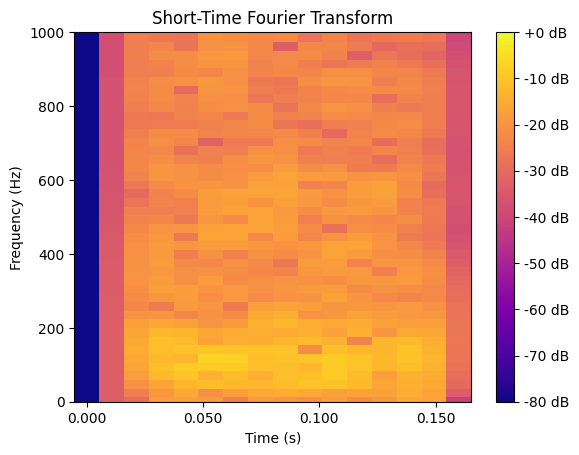 Short-Time Fourier Transform
1000
800
600
400
200
0
Frequency (Hz)
0.000
0.050
0.100
0.150
Time (s)
+0 dB
-10 dB
-20 dB
-30 dB
-40 dB
-50 dB
-60 dB
-70 dB
-80 dB